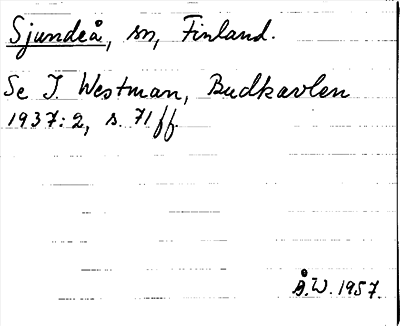 Sjundeå, sn, Finland.
Se I. Westman, Budkavlen
1937:2, s. 71 ff.
Å.W. 1957.